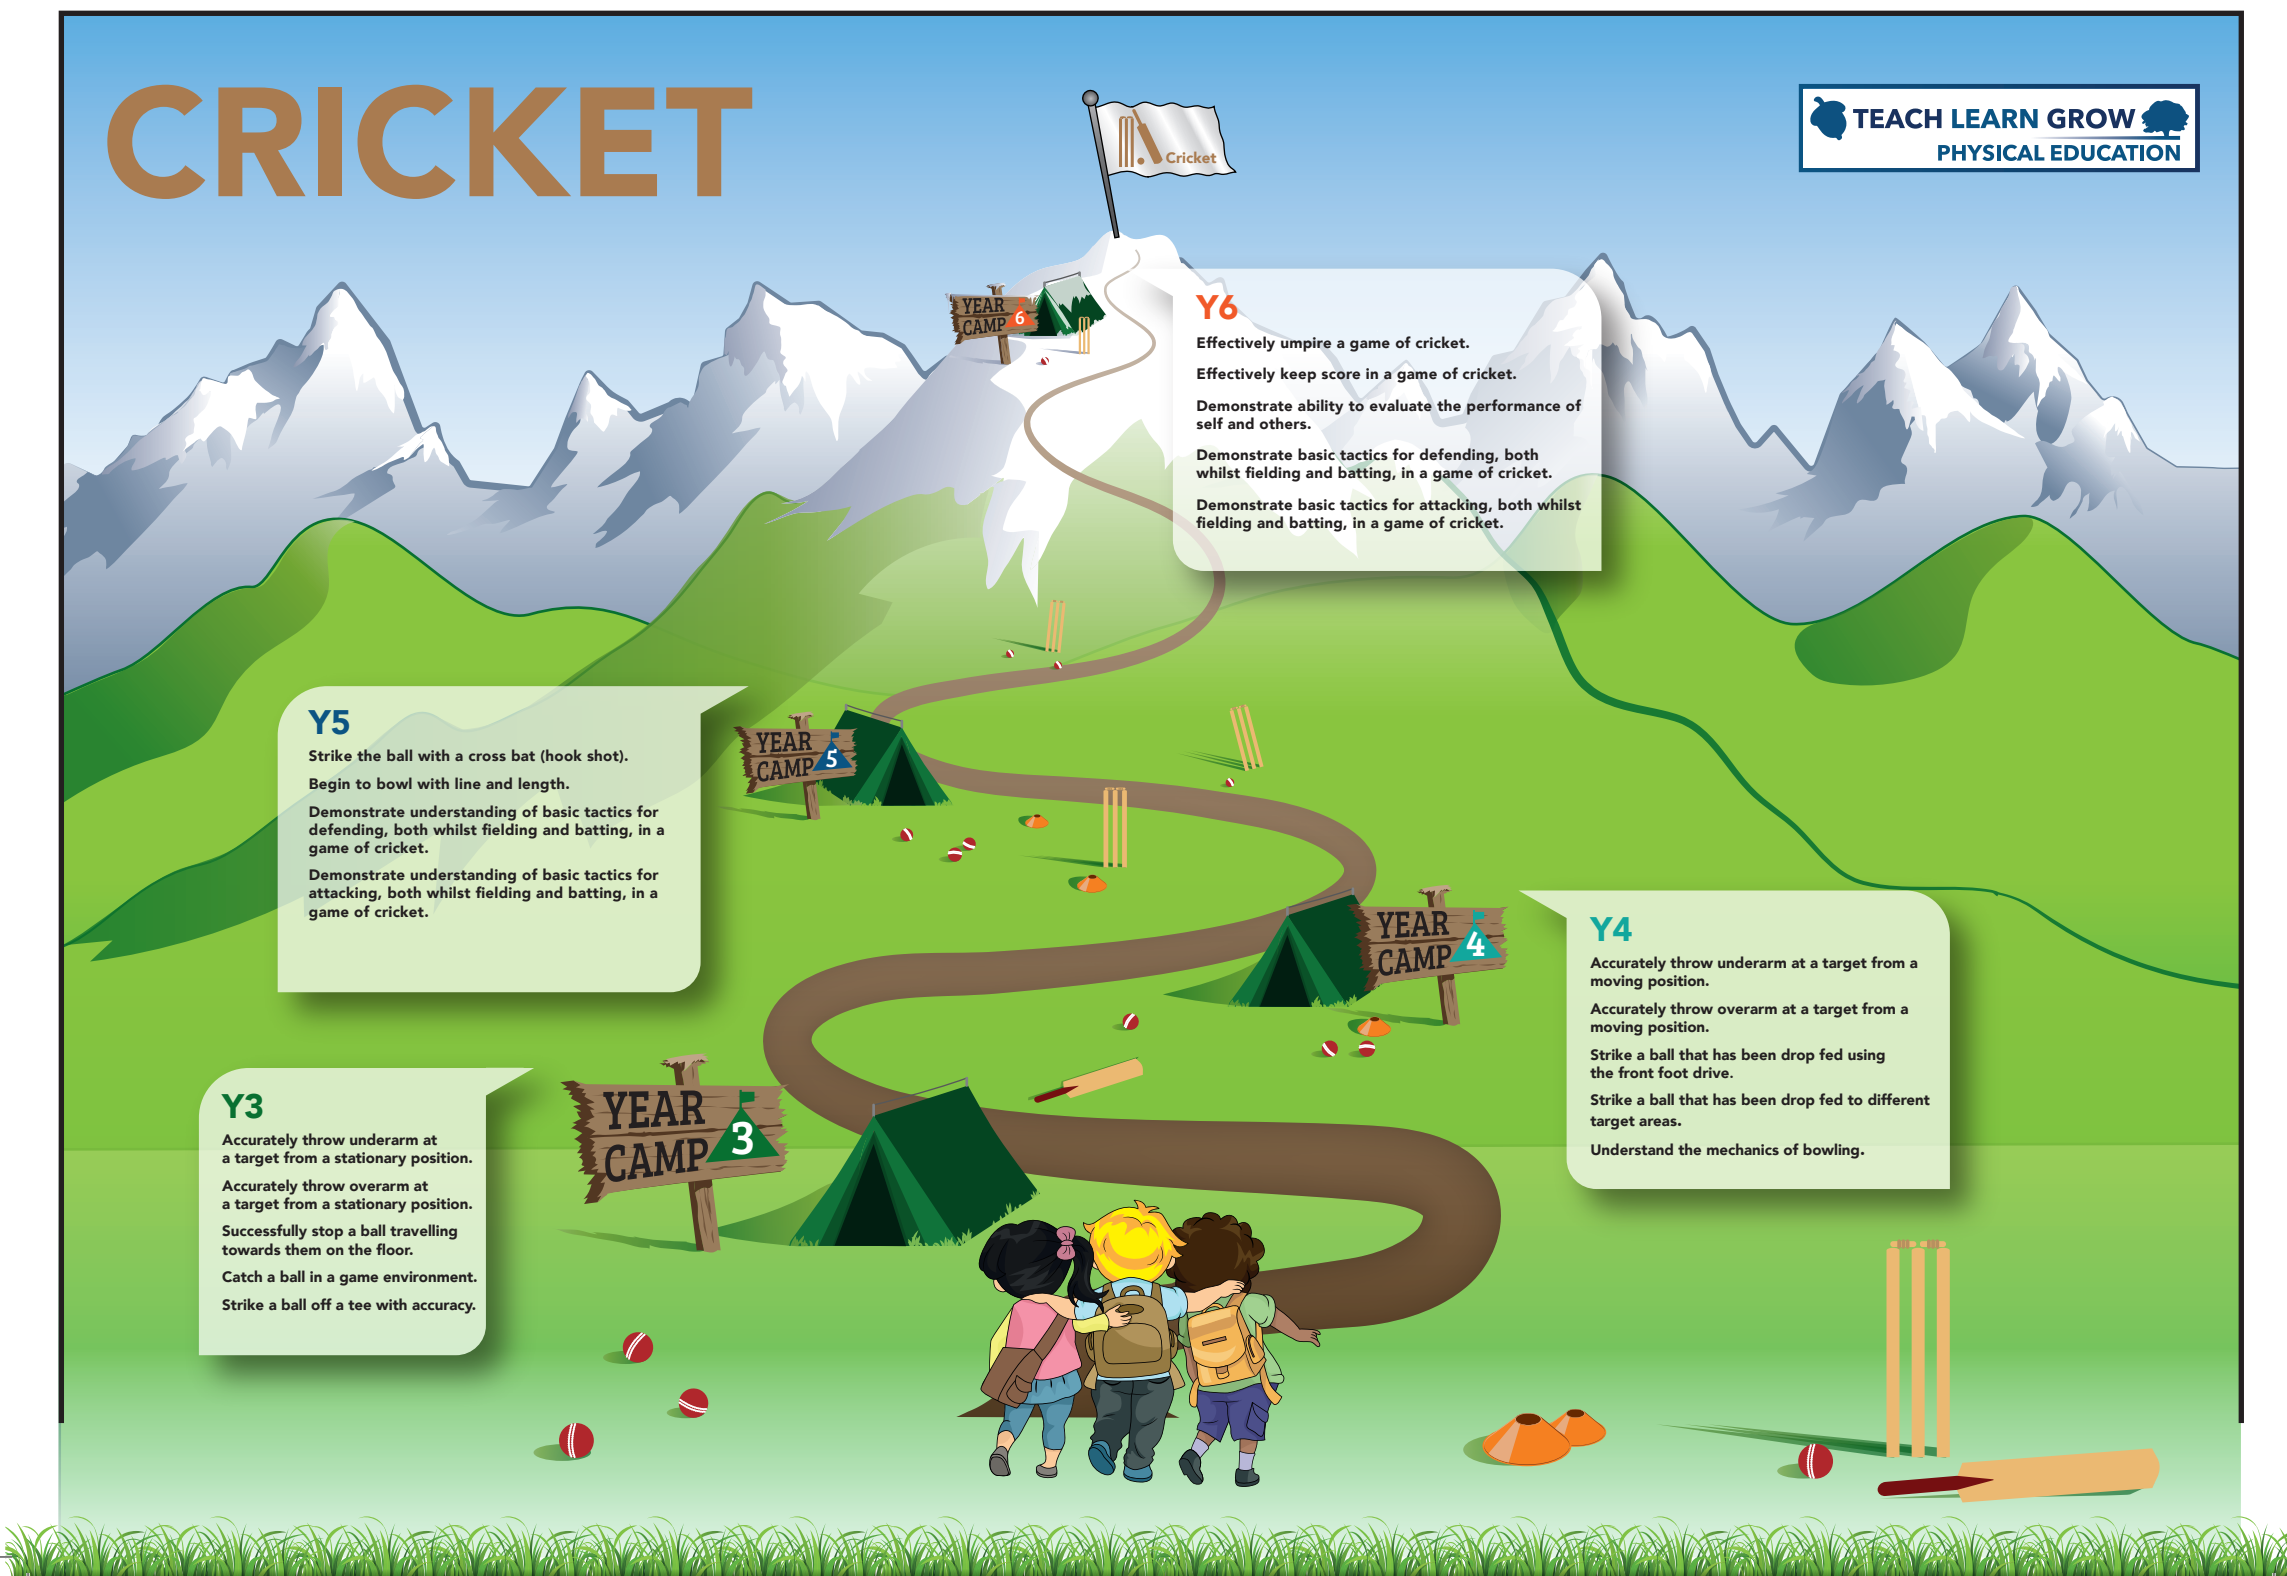 CRICKET
Cricket
TEACH LEARN GROW
PHYSICAL EDUCATION
YEAR
CAMP 6
Y6
Effectively umpire a game of cricket.
Effectively keep score in a game of cricket.
Demonstrate ability to evaluate the performance of
self and others.
Demonstrate basic tactics for defending, both
whilst fielding and batting, in a game of cricket.
Demonstrate basic tactics for attacking, both whilst
fielding and batting, in a game of cricket.
Y5
Strike the ball with a cross bat (hook shot).
Begin to bowl with line and length.
Demonstrate understanding of basic tactics for
defending, both whilst fielding and batting, in a
game of cricket.
Demonstrate understanding of basic tactics for
attacking, both whilst fielding and batting, in a
game of cricket.
YEAR
CAMP 5
YEAR
CAMP 4
Y4
Accurately throw underarm at a target from a
moving position.
Accurately throw overarm at a target from a
moving position.
Strike a ball that has been drop fed using
the front foot drive.
Strike a ball that has been drop fed to different
target areas.
Understand the mechanics of bowling.
Y3
Accurately throw underarm at
a target from a stationary position.
Accurately throw overarm at
a target from a stationary position.
Successfully stop a ball travelling
towards them on the floor.
Catch a ball in a game environment.
Strike a ball off a tee with accuracy.
YEAR
CAMP 3